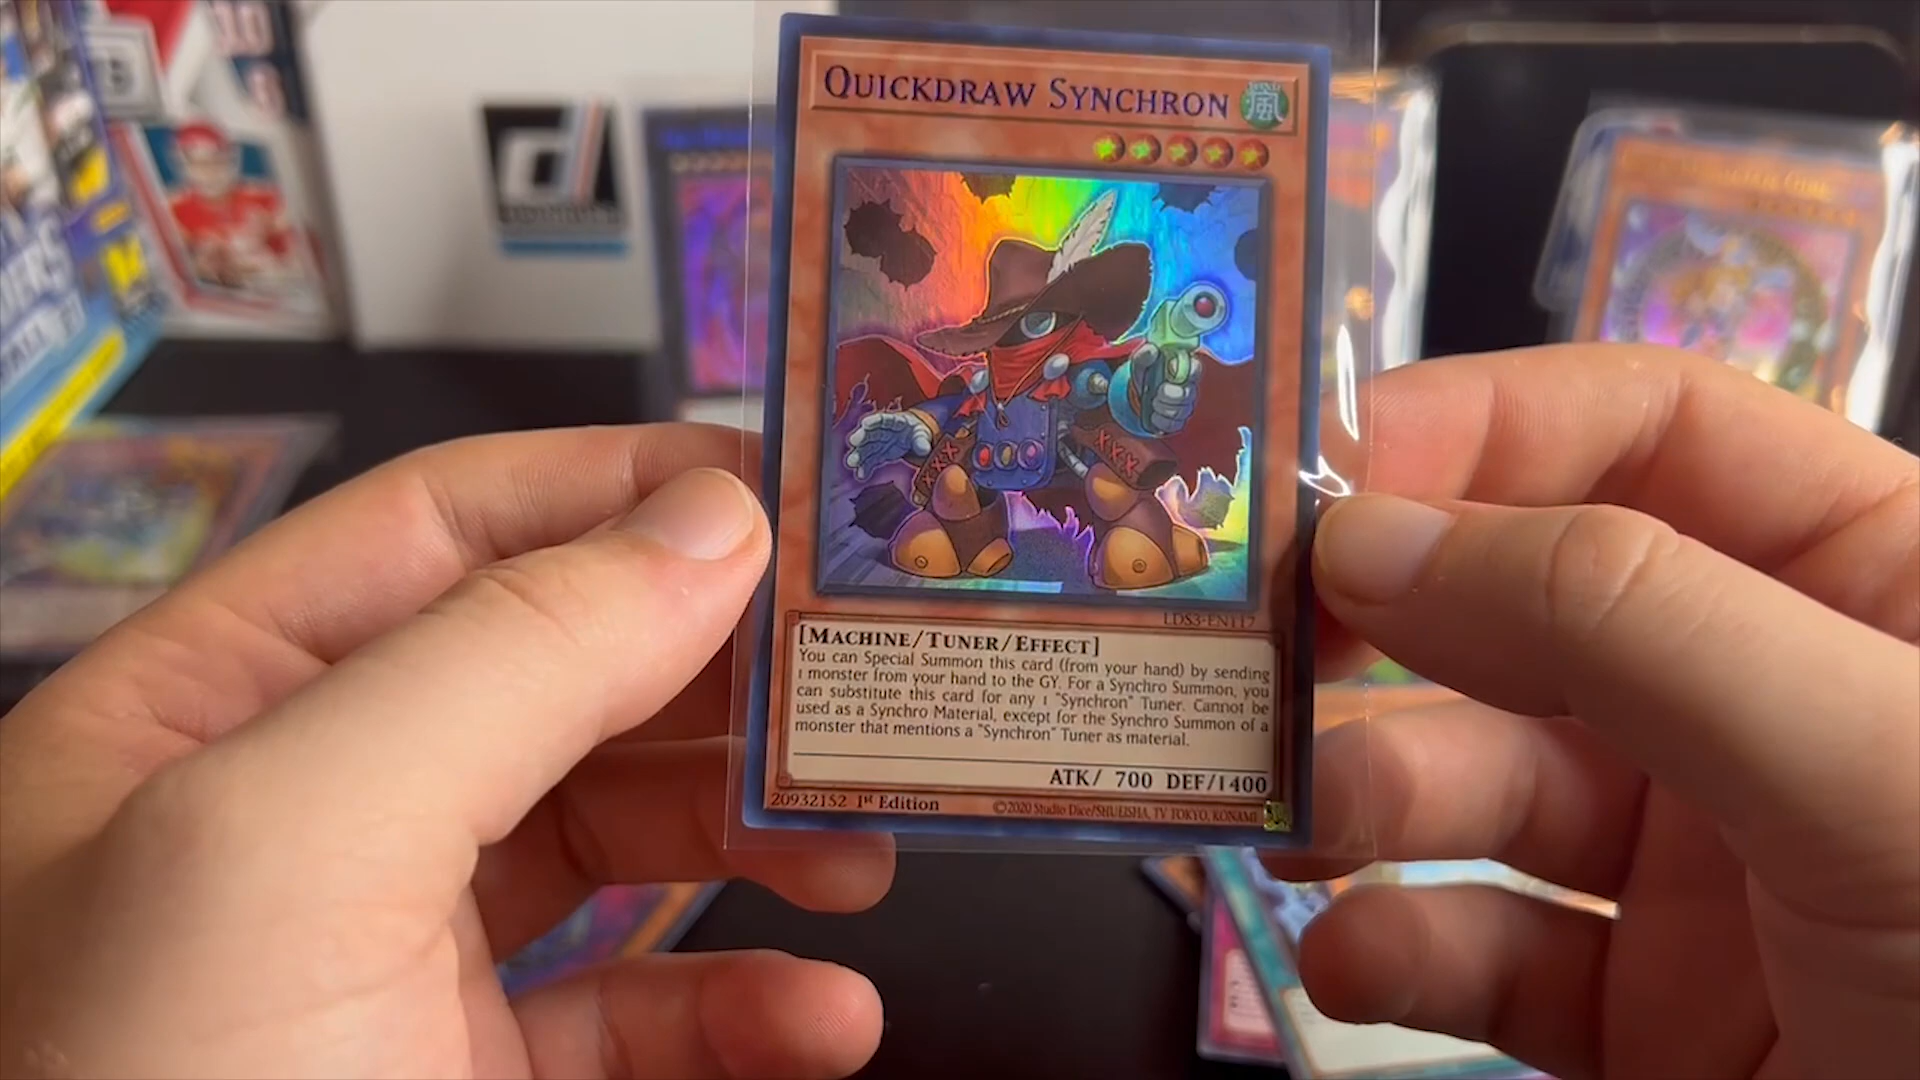 QUICKDRAW SYNCHRON
WIND
風
LDS3-EN117
[MACHINE/TUNER/EFFECT]
You can Special Summon this card (from your hand) by sending
1 monster from your hand to the GY. For a Synchro Summon, you
can substitute this card for any 1 "Synchron" Tuner. Cannot be
used as a Synchro Material, except for the Synchro Summon of a
monster that mentions a "Synchron" Tuner as material.
ATK/ 700 DEF/1400
20932152 1st Edition
©2020 Studio Dice/SHUEISHA, TV TOKYO, KONAMI